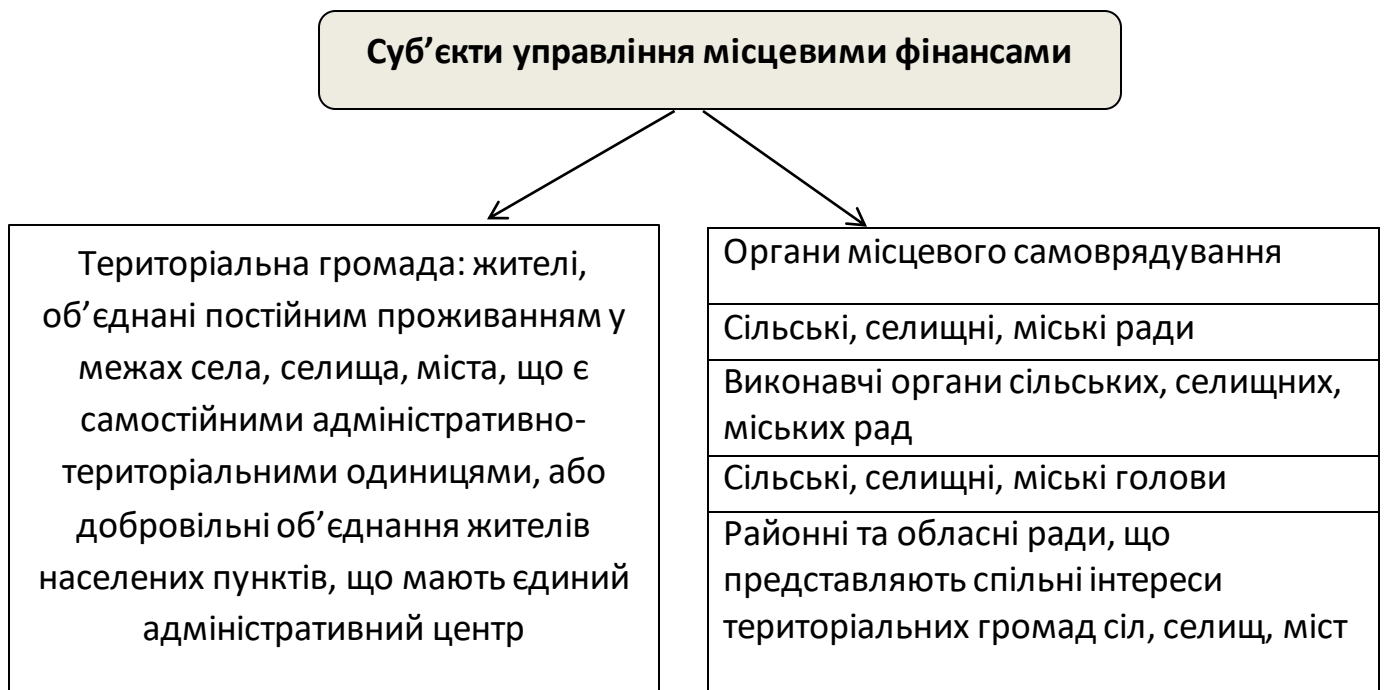 Суб’єкти управління місцевими фінансами
Територіальна громада: жителі,
об’єднані постійним проживанням у
межах села, селища, міста, що є
самостійними адміністративно-
територіальними одиницями, або
добровільні об’єднання жителів
населених пунктів, що мають єдиний
адміністративний центр
Органи місцевого самоврядування
Сільські, селищні, міські ради
Виконавчі органи сільських, селищних,
міських рад
Сільські, селищні, міські голови
Районні та обласні ради, що
представляють спільні інтереси
територіальних громад сіл, селищ, міст